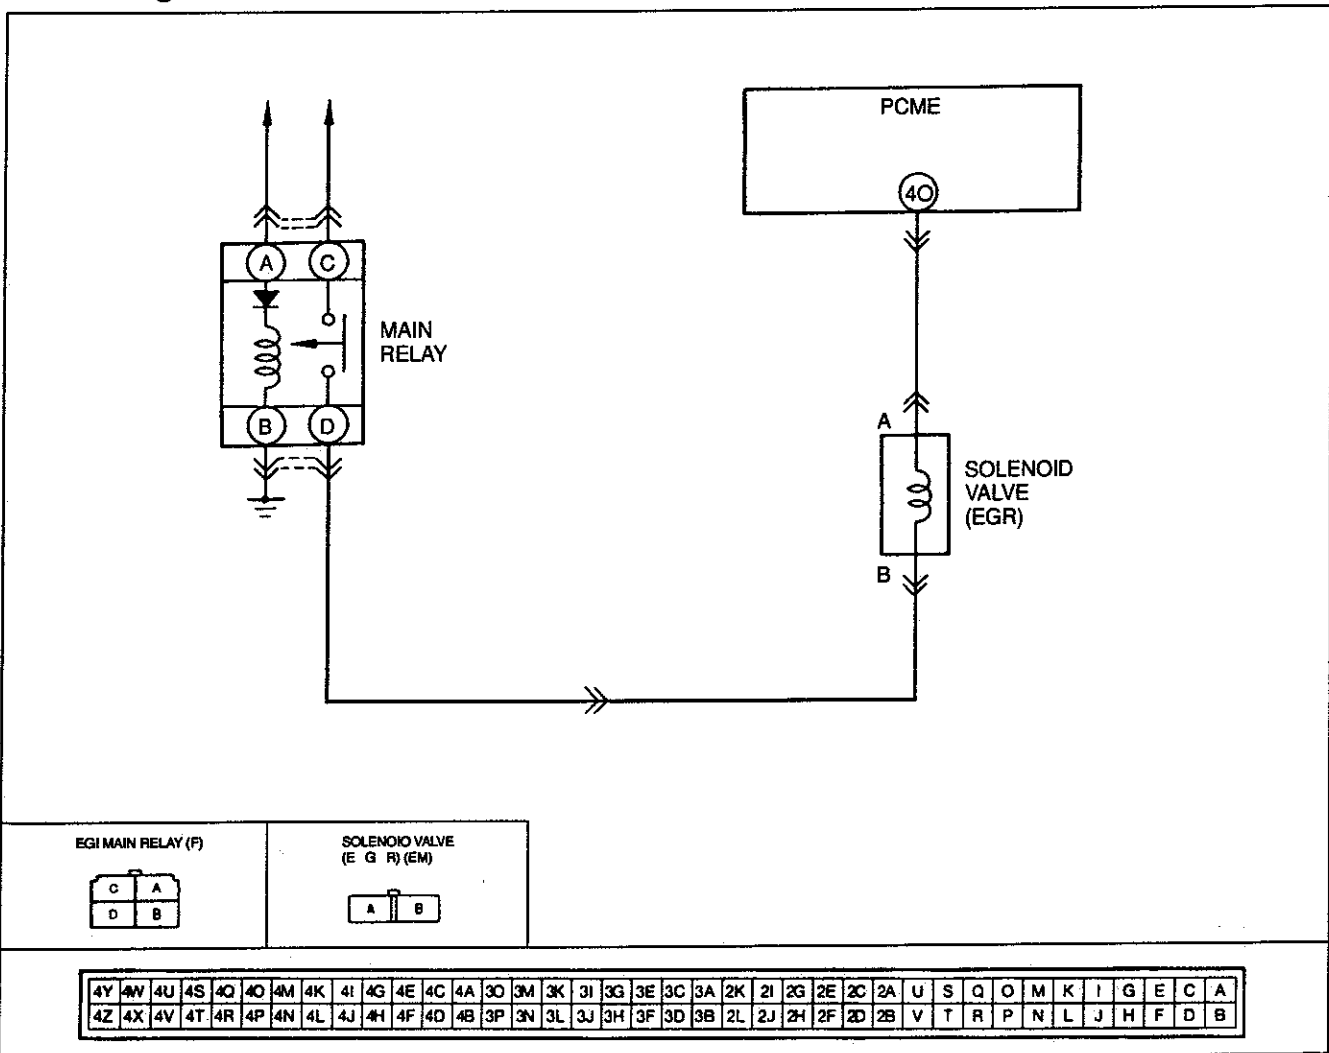 PCME
4O
A
C
MAIN
RELAY
B
D
A
SOLENOID
VALVE
(EGR)
B
EGI MAIN RELAY (F)
C A
D B
SOLENOID VALVE
(E G R) (EM)
A B
4Y 4W 4U 4S 4Q 4O 4M 4K 4I 4G 4E 4C 4A 3O 3M 3K 3I 3G 3E 3C 3A 2K 2I 2G 2E 2C 2A U S Q O M K I G E C A
4Z 4X 4V 4T 4R 4P 4N 4L 4J 4H 4F 4D 4B 3P 3N 3L 3J 3H 3F 3D 3B 2L 2J 2H 2F 2D 2B V T R P N L J H F D B